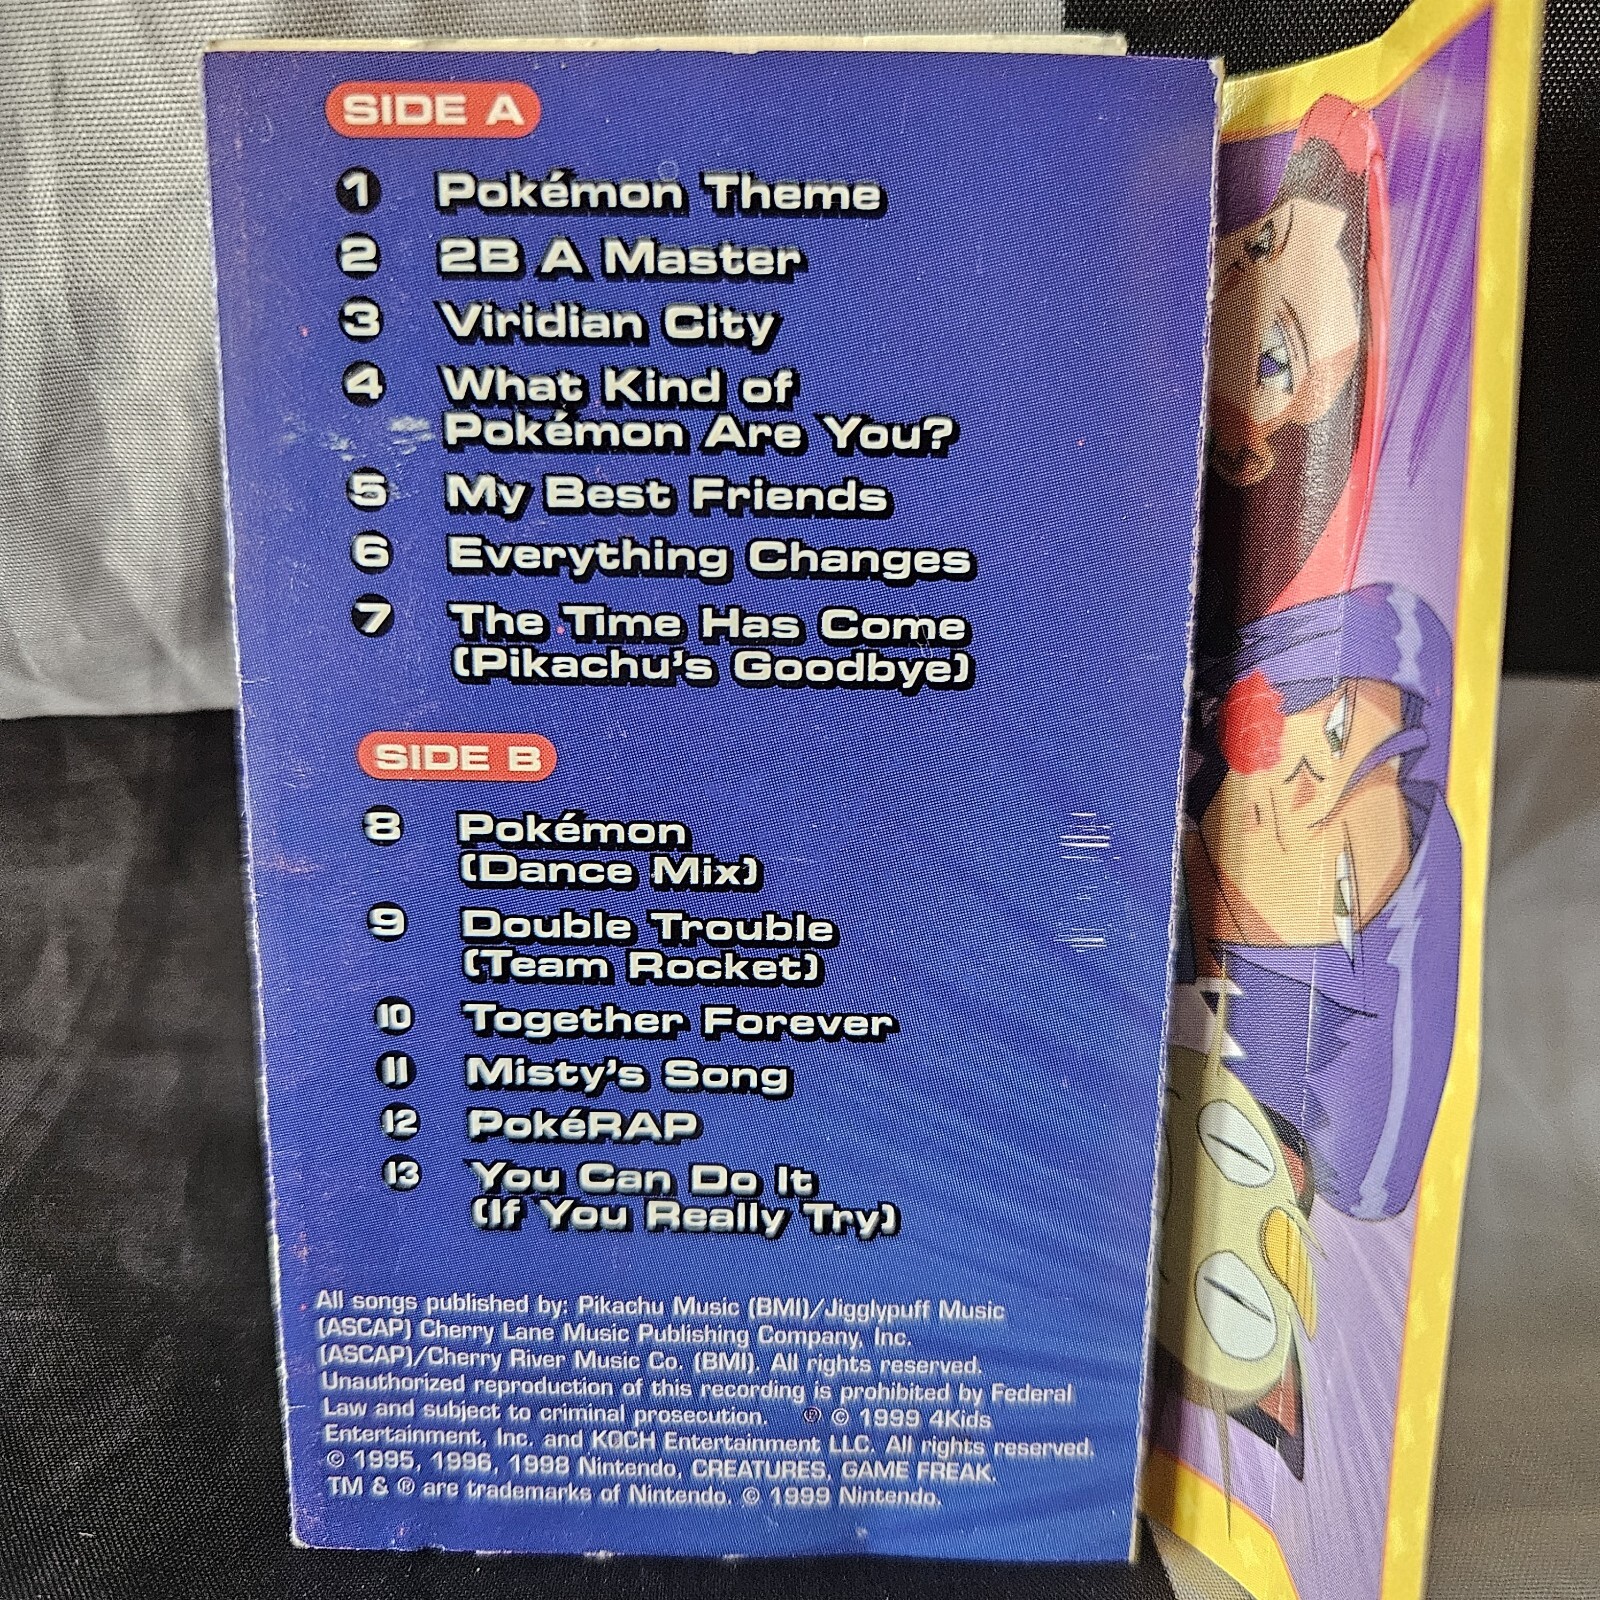 SIDE A
1 Pokémon Theme
2 2B A Master
3 Viridian City
4 What Kind of
Pokémon Are You?
5 My Best Friends
6 Everything Changes
7 The Time Has Come
(Pikachu's Goodbye)
SIDE B
8 Pokémon
(Dance Mix)
9 Double Trouble
(Team Rocket)
10 Together Forever
11 Misty's Song
12 PokéRAP
13 You Can Do It
(If You Really Try)
All songs published by: Pikachu Music (BMI)/Jigglypuff Music
(ASCAP) Cherry Lane Music Publishing Company, Inc.
(ASCAP)/Cherry River Music Co. (BMI). All rights reserved.
Unauthorized reproduction of this recording is prohibited by Federal
Law and subject to criminal prosecution. ℗ © 1999 4Kids
Entertainment, Inc. and KOCH Entertainment LLC. All rights reserved.
© 1995, 1996, 1998 Nintendo, CREATURES, GAME FREAK.
TM & ® are trademarks of Nintendo. © 1999 Nintendo.